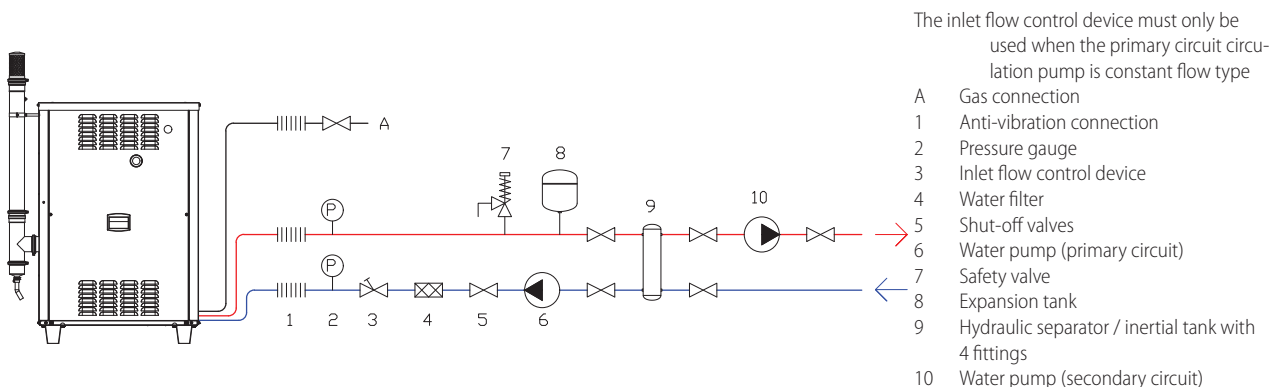 A
7
8
9
10
P
P
1
2
3
4
5
6
The inlet flow control device must only be
used when the primary circuit circu-
lation pump is constant flow type
A Gas connection
1 Anti-vibration connection
2 Pressure gauge
3 Inlet flow control device
4 Water filter
5 Shut-off valves
6 Water pump (primary circuit)
7 Safety valve
8 Expansion tank
9 Hydraulic separator / inertial tank with
4 fittings
10 Water pump (secondary circuit)